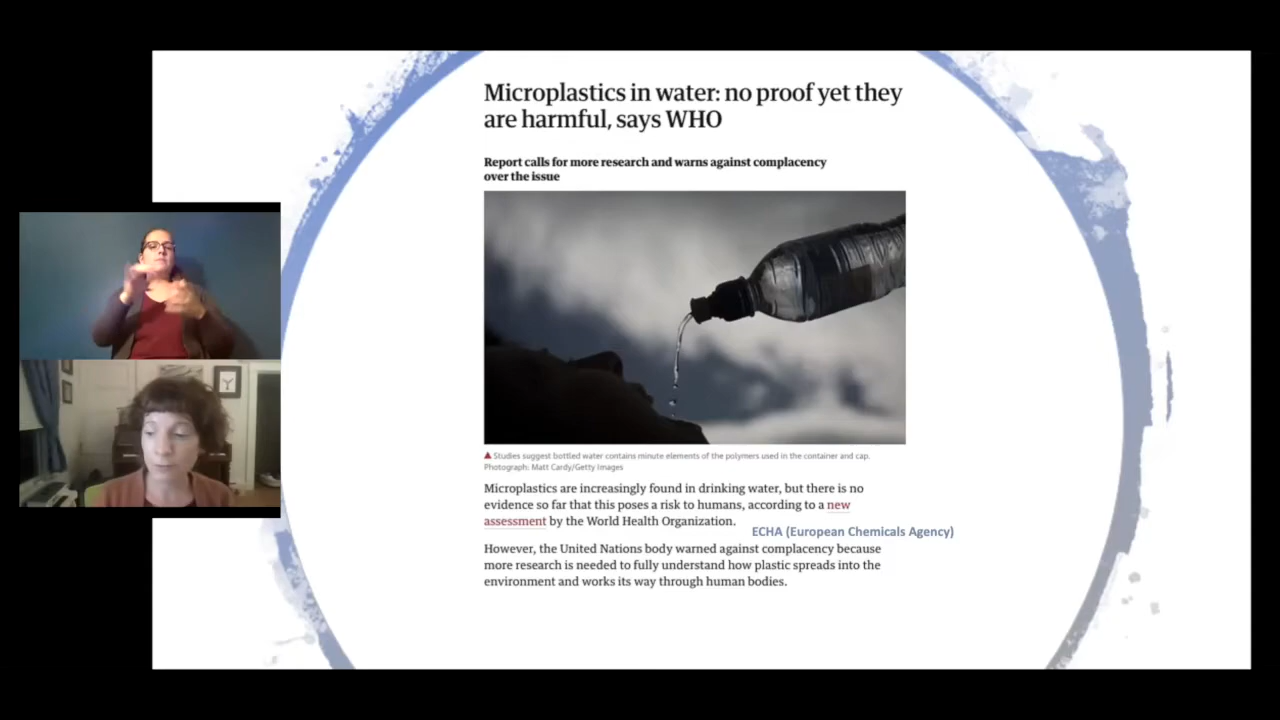 Microplastics in water: no proof yet they
are harmful, says WHO
Report calls for more research and warns against complacency
over the issue
▲ Studies suggest bottled water contains minute elements of the polymers used in the container and cap.
Photograph: Matt Cardy/Getty Images
Microplastics are increasingly found in drinking water, but there is no
evidence so far that this poses a risk to humans, according to a new
assessment by the World Health Organization.
ECHA (European Chemicals Agency)
However, the United Nations body warned against complacency because
more research is needed to fully understand how plastic spreads into the
environment and works its way through human bodies.